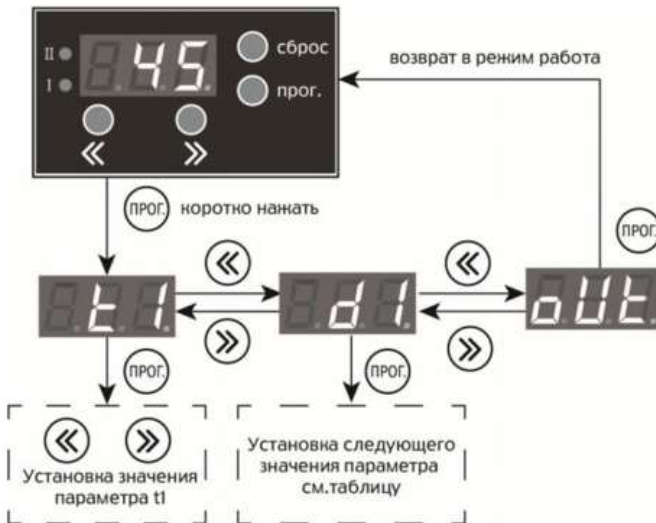 II
45
сброс
I
прог.
возврат в режим работа
ПРОГ. коротко нажать
ПРОГ.
t1
d1
oUt
ПРОГ.
ПРОГ.
Установка значения
параметра t1
Установка следующего
значения параметра
см.таблицу